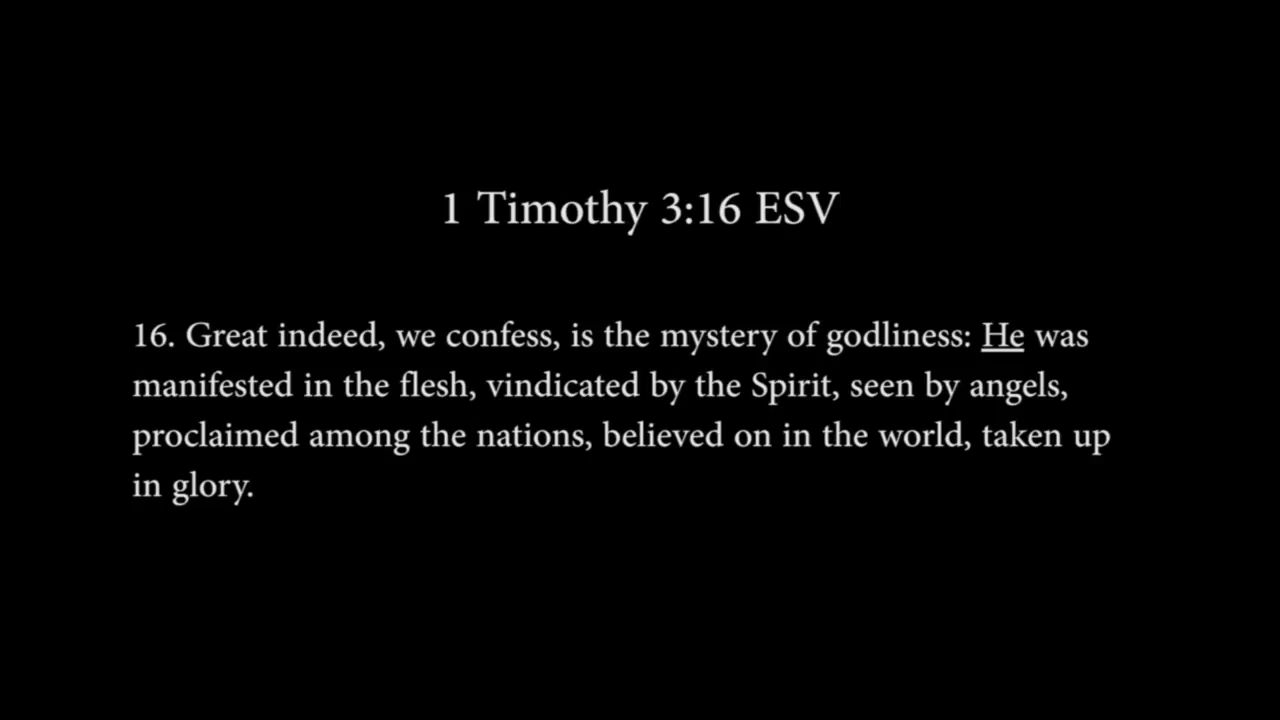 1 Timothy 3:16 ESV
16. Great indeed, we confess, is the mystery of godliness: He was
manifested in the flesh, vindicated by the Spirit, seen by angels,
proclaimed among the nations, believed on in the world, taken up
in glory.